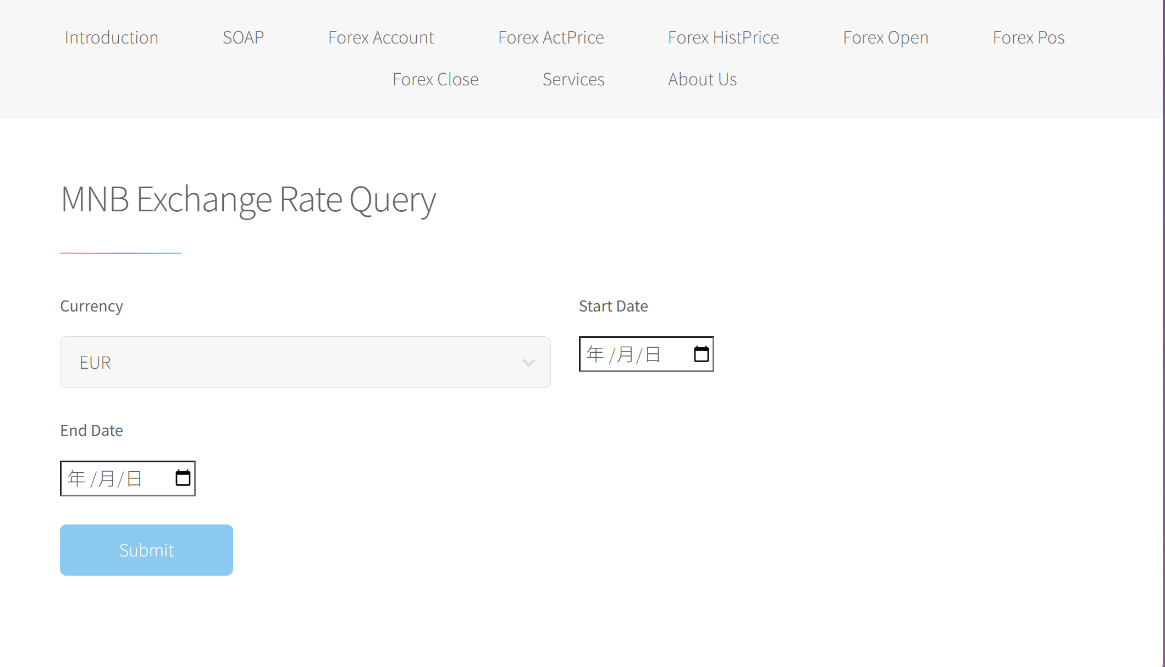 Introduction SOAP Forex Account Forex ActPrice Forex HistPrice Forex Open Forex Pos
Forex Close Services About Us
MNB Exchange Rate Query
Currency Start Date
EUR 年 /月/日
End Date
年 /月/日
Submit